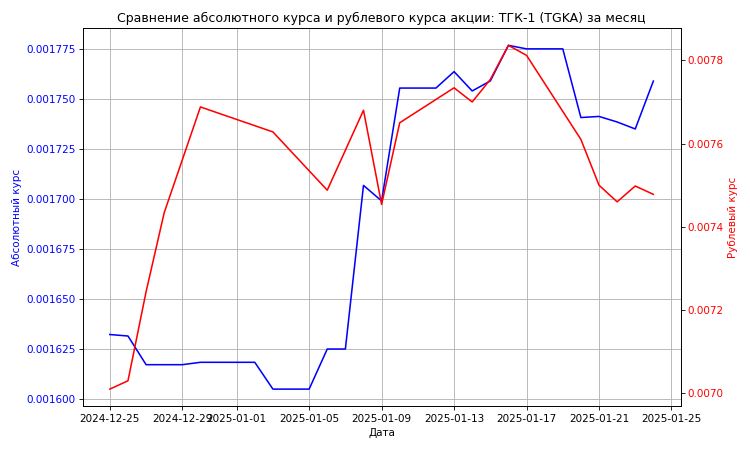 Сравнение абсолютного курса и рублевого курса акции: ТГК-1 (TGKA) за месяц
0.001775
0.001750
0.001725
0.001700
0.001675
0.001650
0.001625
0.001600
Абсолютный курс
0.0078
0.0076
0.0074
0.0072
0.0070
Рублевый курс
2024-12-25 2024-12-29 2025-01-01 2025-01-05 2025-01-09 2025-01-13 2025-01-17 2025-01-21 2025-01-25
Дата